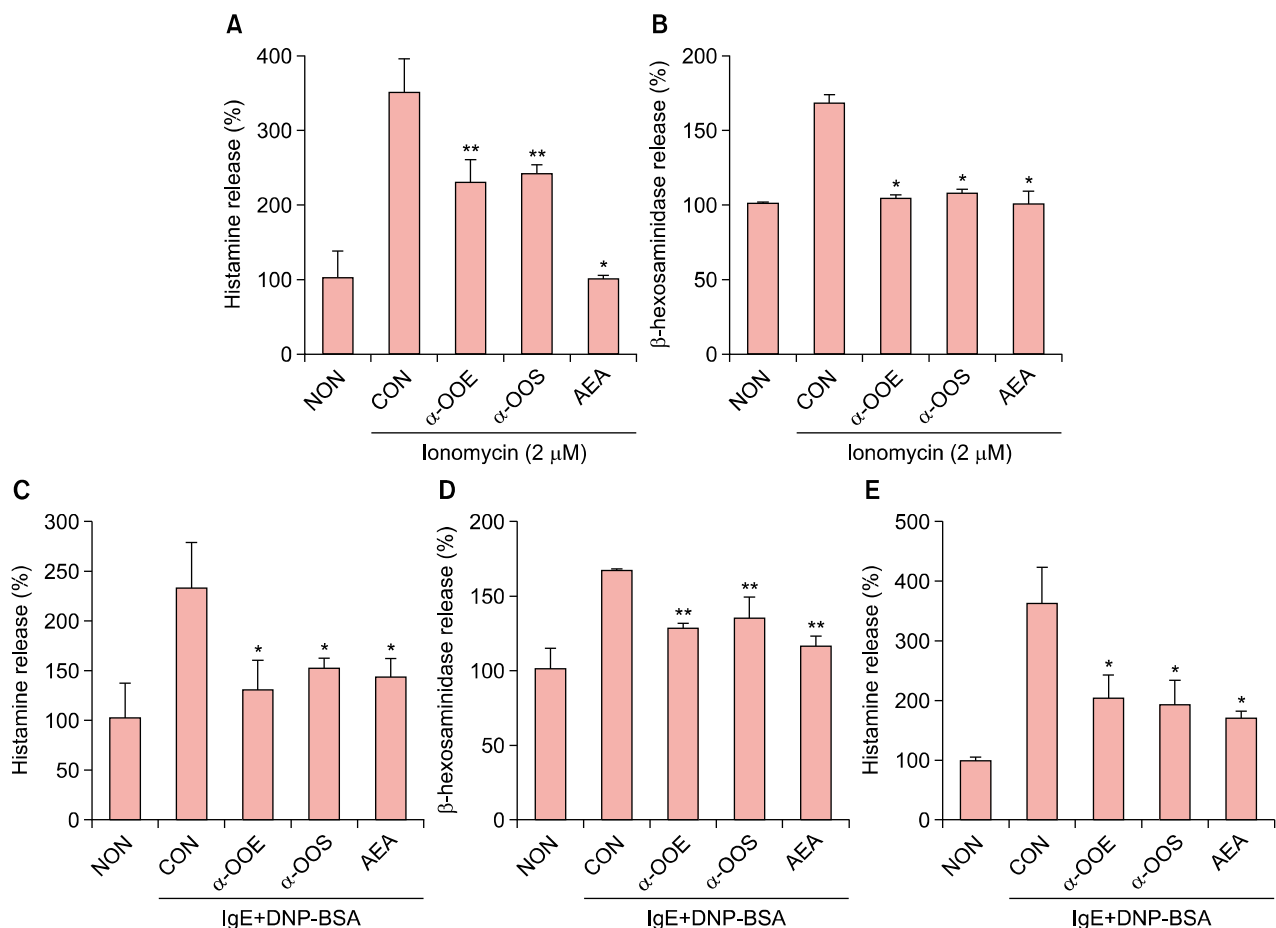 A
Histamine release (%)
400
300
200
100
0
**
**
*
NON
CON
α-OOE
α-OOS
AEA
Ionomycin (2 μM)
B
β-hexosaminidase release (%)
200
150
100
50
0
*
*
*
NON
CON
α-OOE
α-OOS
AEA
Ionomycin (2 μM)
C
Histamine release (%)
300
250
200
150
100
50
0
*
*
*
NON
CON
α-OOE
α-OOS
AEA
IgE+DNP-BSA
D
β-hexosaminidase release (%)
200
150
100
50
0
**
**
**
NON
CON
α-OOE
α-OOS
AEA
IgE+DNP-BSA
E
Histamine release (%)
500
400
300
200
100
0
*
*
*
NON
CON
α-OOE
α-OOS
AEA
IgE+DNP-BSA